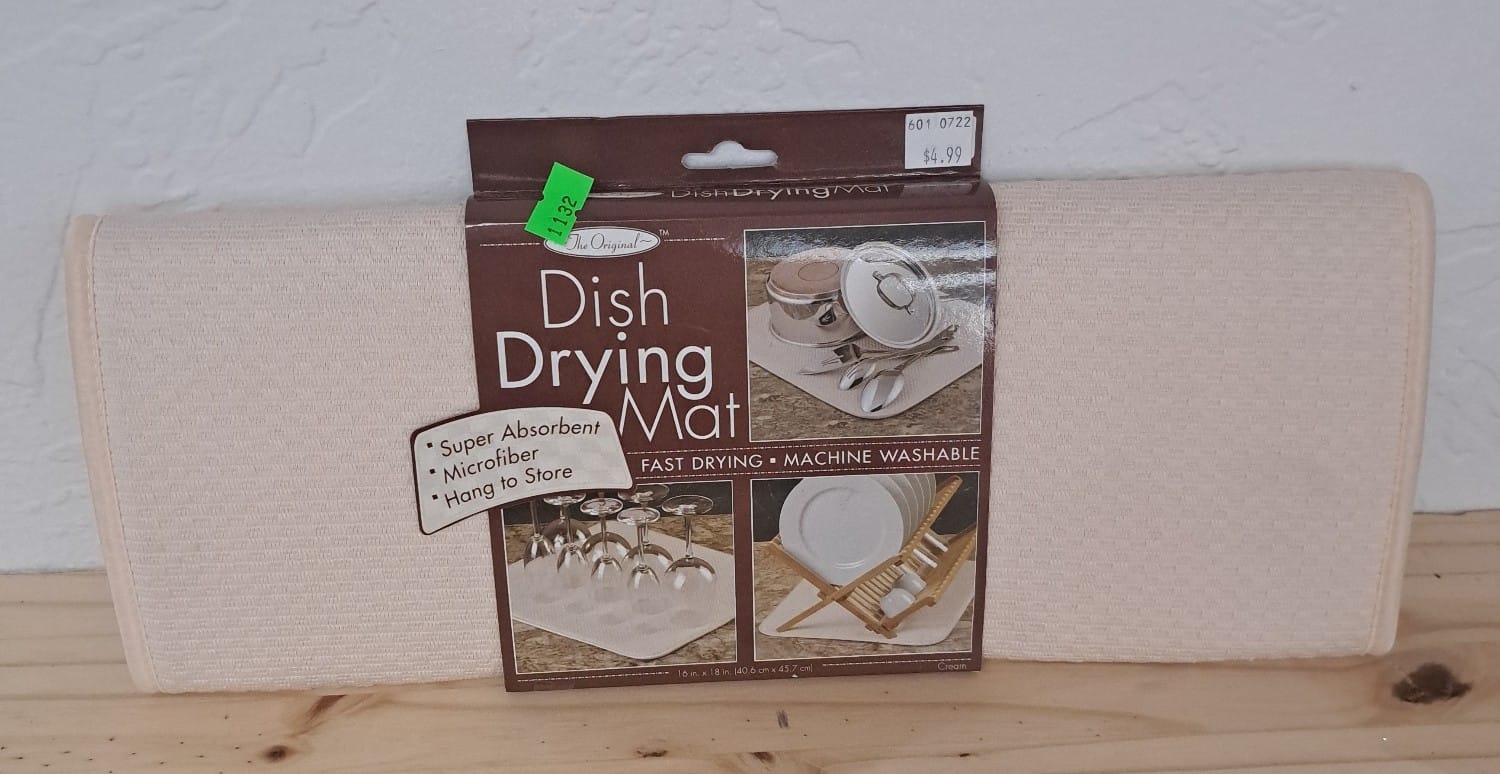 601 0722
$4.99
Dish Drying Mat
1132
The Original TM
Dish
Drying
Mat
▪ Super Absorbent
▪ Microfiber
▪ Hang to Store
FAST DRYING ▪ MACHINE WASHABLE
16 in. x 18 in. (40.6 cm x 45.7 cm)
Cream